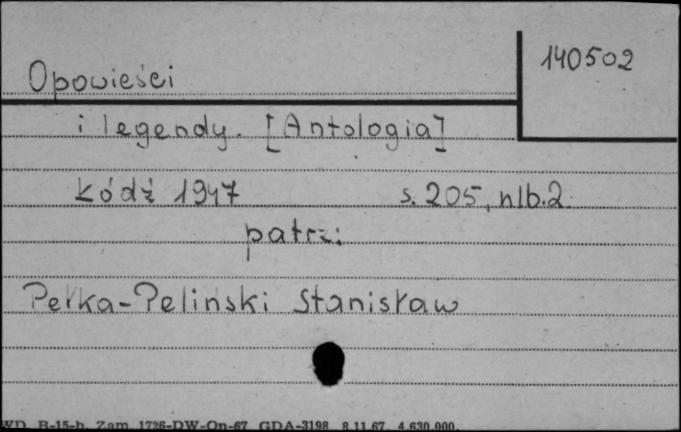 140502
Opowieści
i legendy. [Antologia]
Łódź 1947 s. 205, nlb.2.
patrz:
Pełka-Peliński Stanisław
WD. B-15-h. Zam. 1726-DW-On-67. GDA-3198. 8.11.67. 4.630.000.